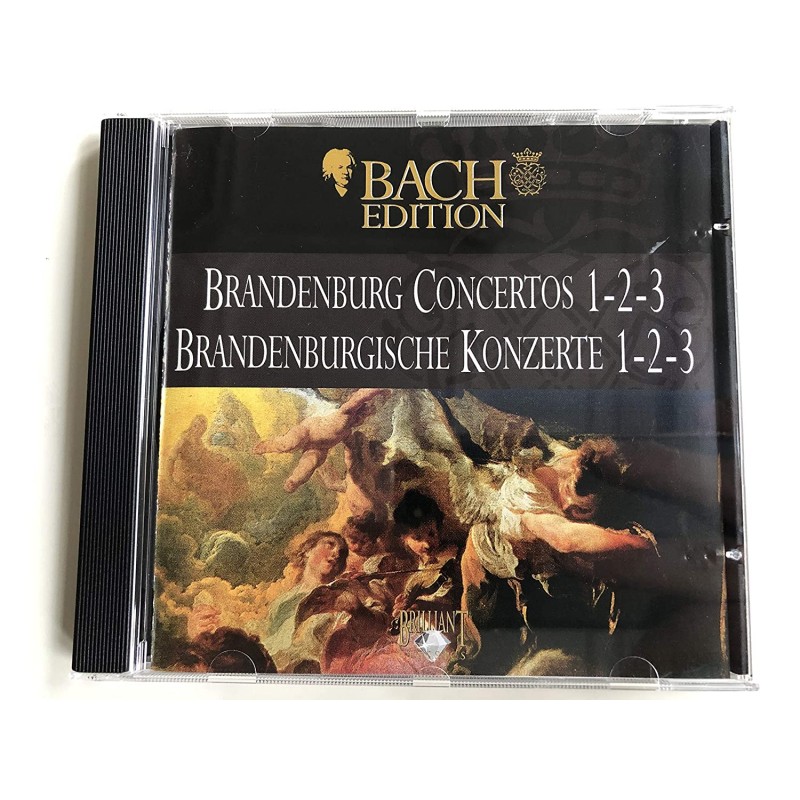 BACH
EDITION
BRANDENBURG CONCERTOS 1-2-3
BRANDENBURGISCHE KONZERTE 1-2-3
BRILLIANT